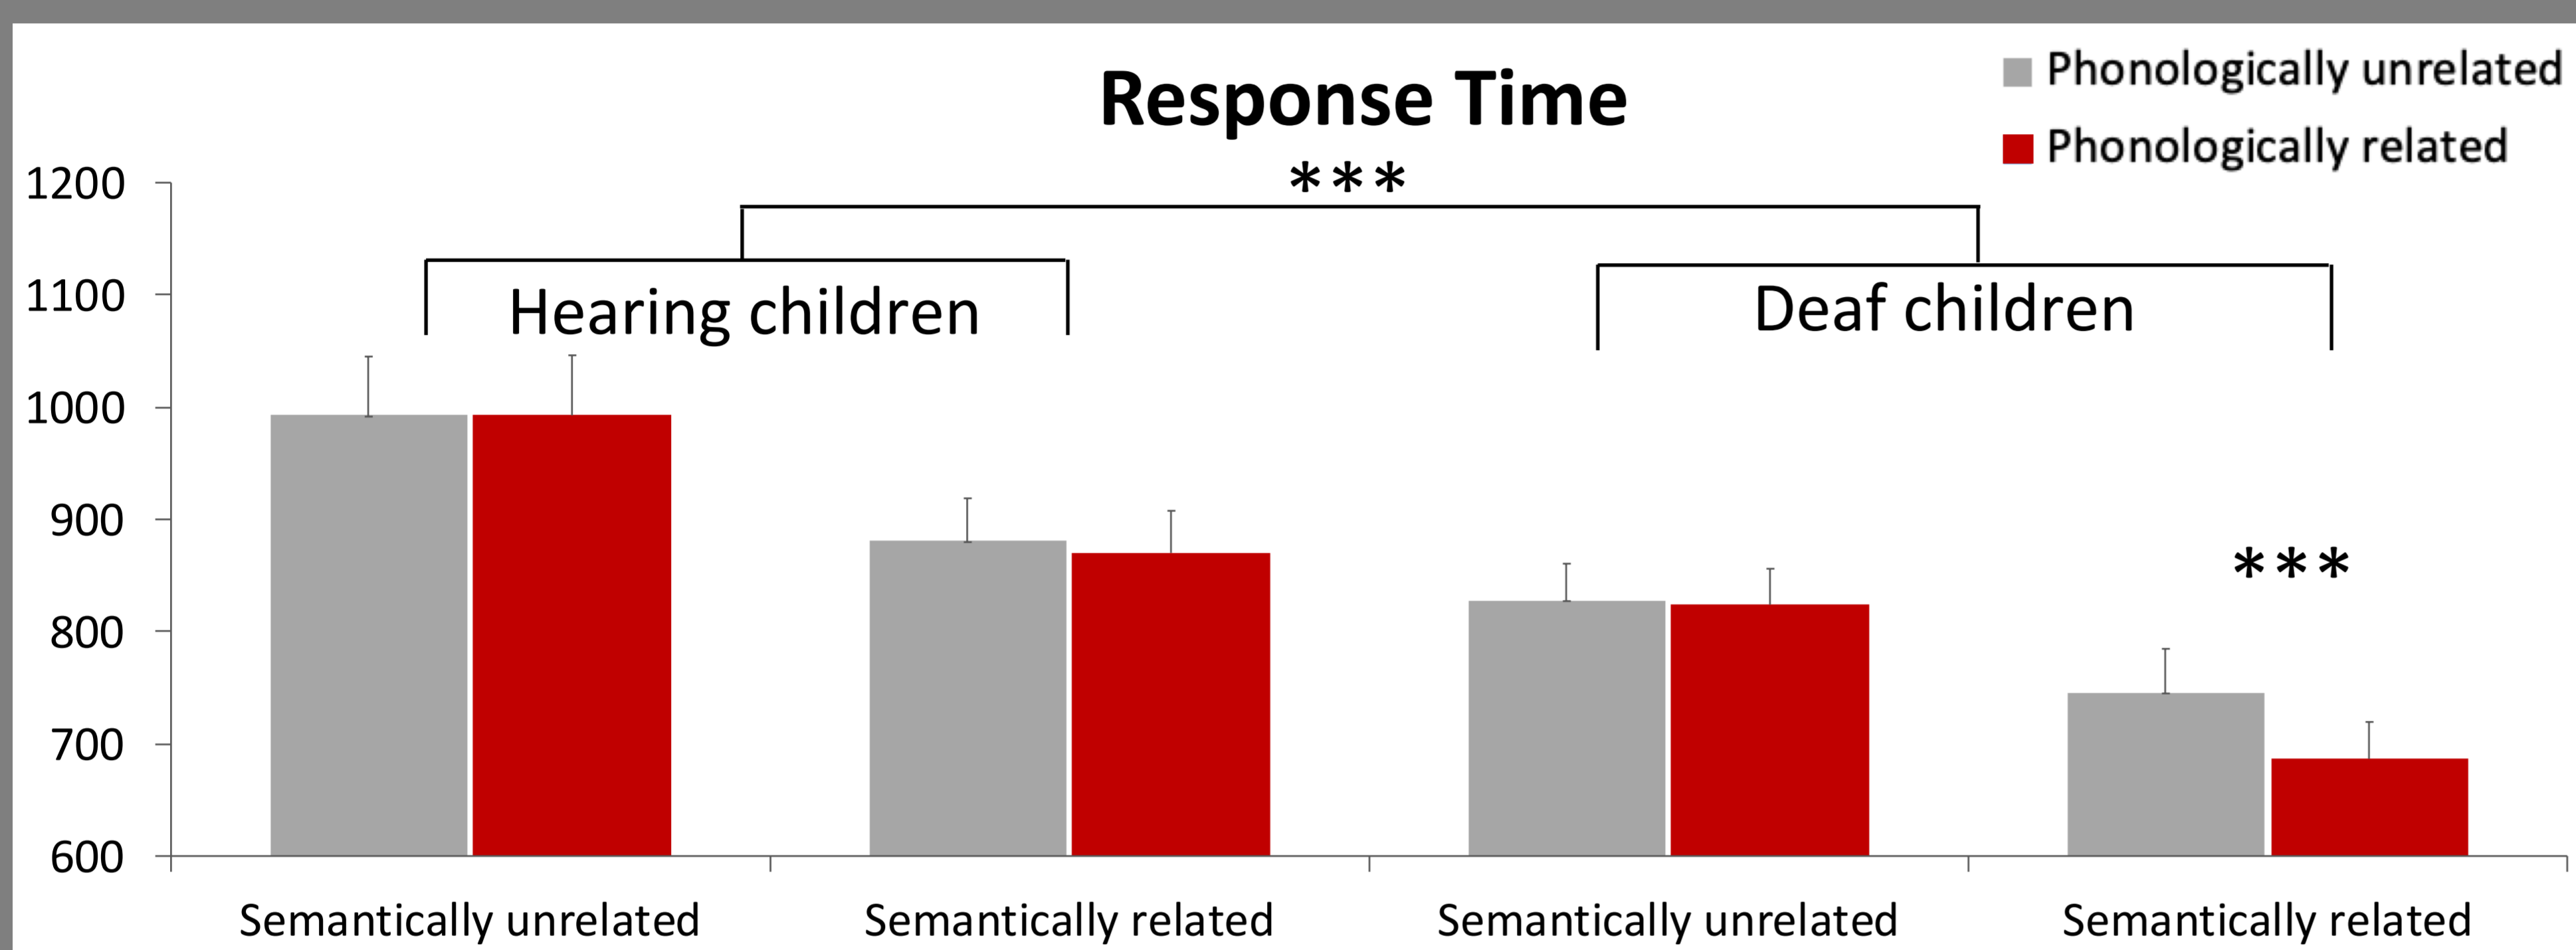 Response Time
Phonologically unrelated
Phonologically related
***
Hearing children
Deaf children
***
1200
1100
1000
900
800
700
600
Semantically unrelated
Semantically related
Semantically unrelated
Semantically related